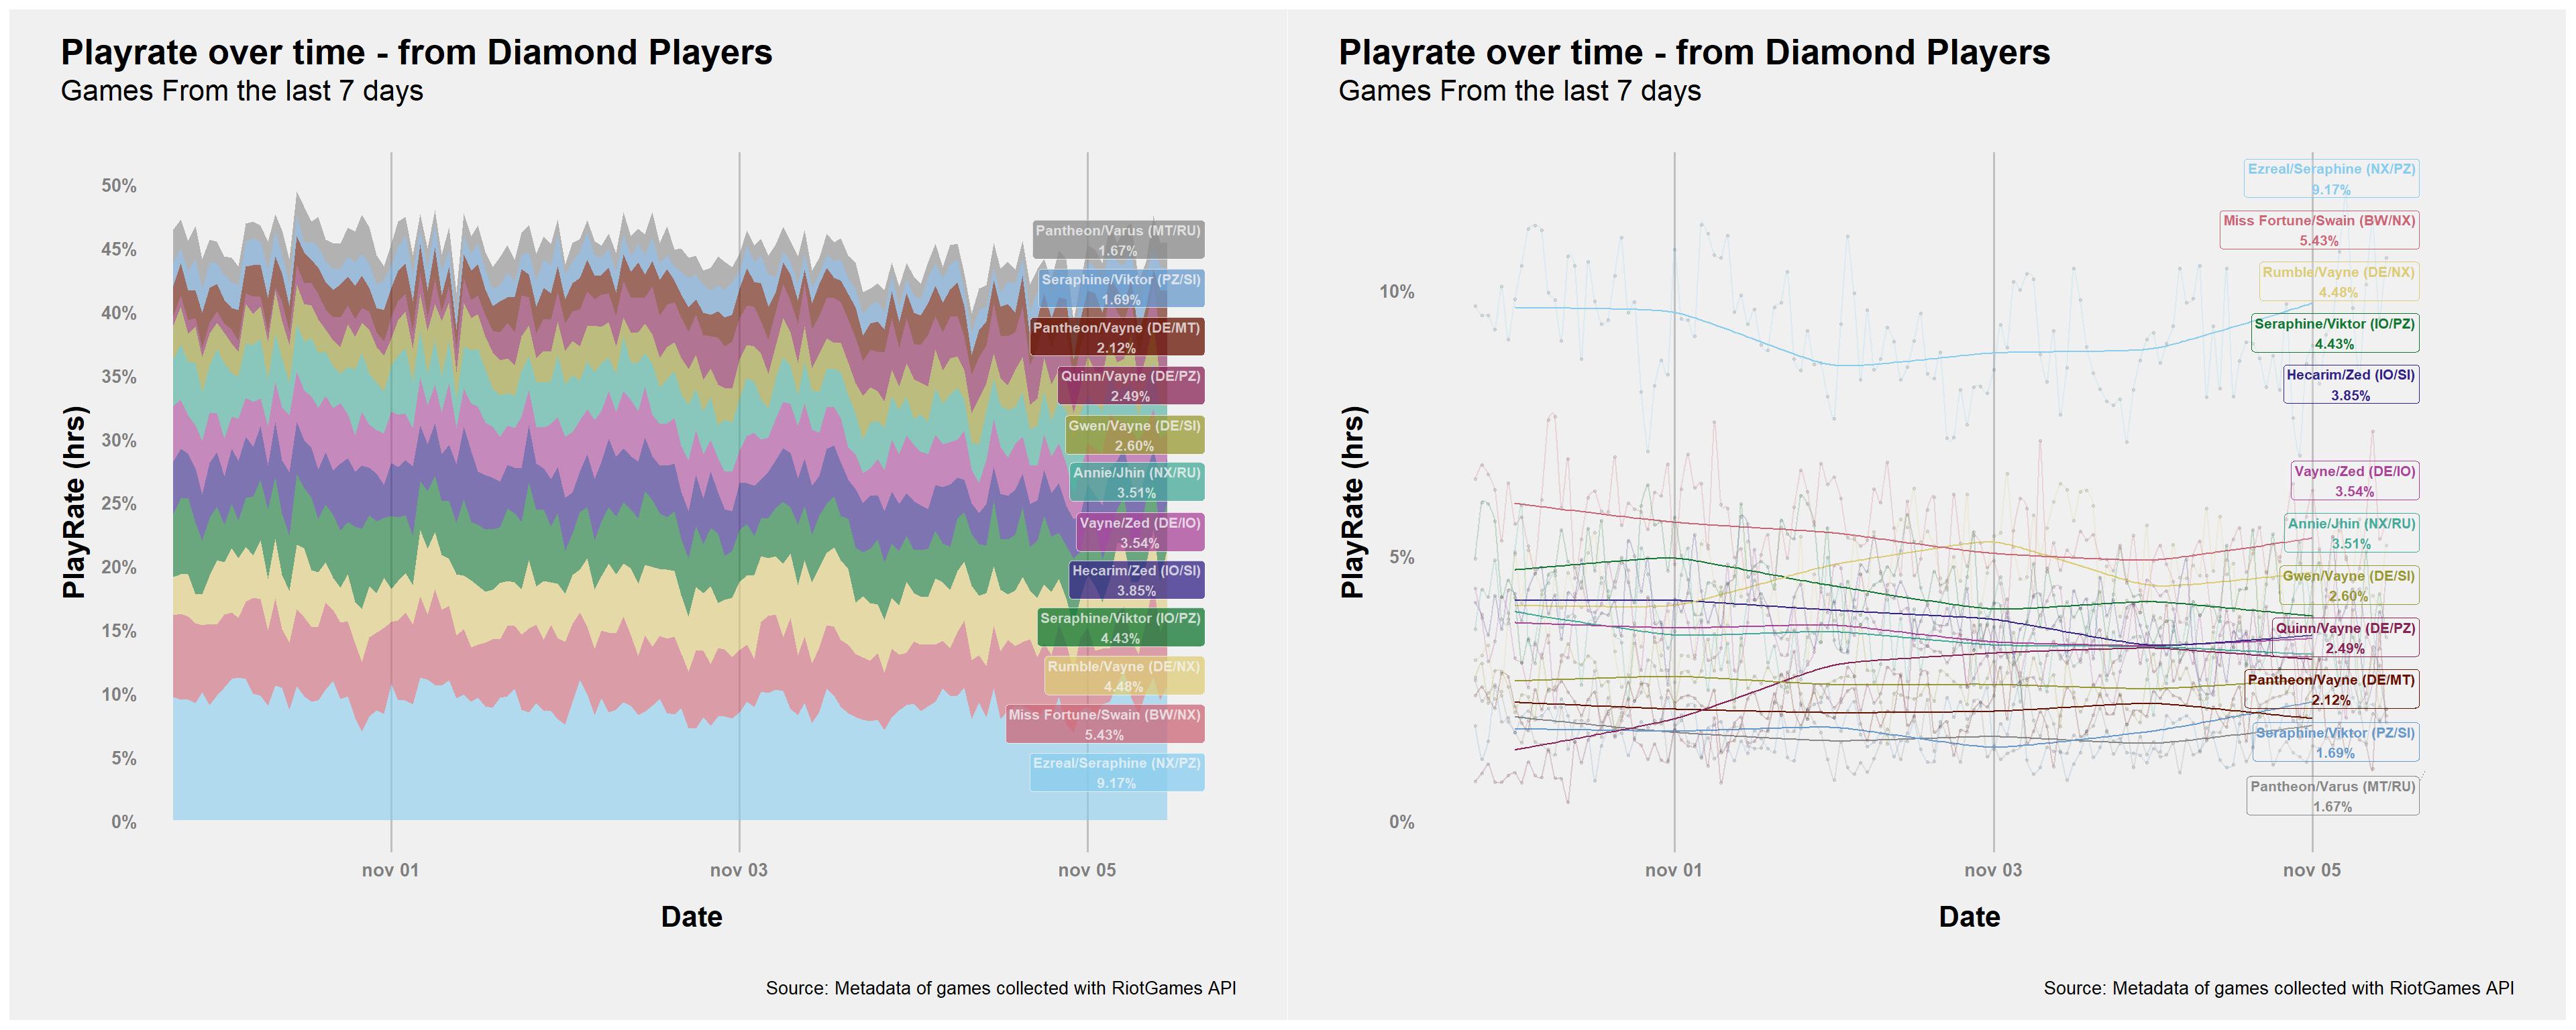 Playrate over time - from Diamond Players
Games From the last 7 days
PlayRate (hrs)
50%
45%
40%
35%
30%
25%
20%
15%
10%
5%
0%
Pantheon/Varus (MT/RU)
1.67%
Seraphine/Viktor (PZ/SI)
1.69%
Pantheon/Vayne (DE/MT)
2.12%
Quinn/Vayne (DE/PZ)
2.49%
Gwen/Vayne (DE/SI)
2.60%
Annie/Jhin (NX/RU)
3.51%
Vayne/Zed (DE/IO)
3.54%
Hecarim/Zed (IO/SI)
3.85%
Seraphine/Viktor (IO/PZ)
4.43%
Rumble/Vayne (DE/NX)
4.48%
Miss Fortune/Swain (BW/NX)
5.43%
Ezreal/Seraphine (NX/PZ)
9.17%
nov 01
nov 03
nov 05
Date
Source: Metadata of games collected with RiotGames API
Playrate over time - from Diamond Players
Games From the last 7 days
PlayRate (hrs)
10%
5%
0%
Ezreal/Seraphine (NX/PZ)
9.17%
Miss Fortune/Swain (BW/NX)
5.43%
Rumble/Vayne (DE/NX)
4.48%
Seraphine/Viktor (IO/PZ)
4.43%
Hecarim/Zed (IO/SI)
3.85%
Vayne/Zed (DE/IO)
3.54%
Annie/Jhin (NX/RU)
3.51%
Gwen/Vayne (DE/SI)
2.60%
Quinn/Vayne (DE/PZ)
2.49%
Pantheon/Vayne (DE/MT)
2.12%
Seraphine/Viktor (PZ/SI)
1.69%
Pantheon/Varus (MT/RU)
1.67%
nov 01
nov 03
nov 05
Date
Source: Metadata of games collected with RiotGames API